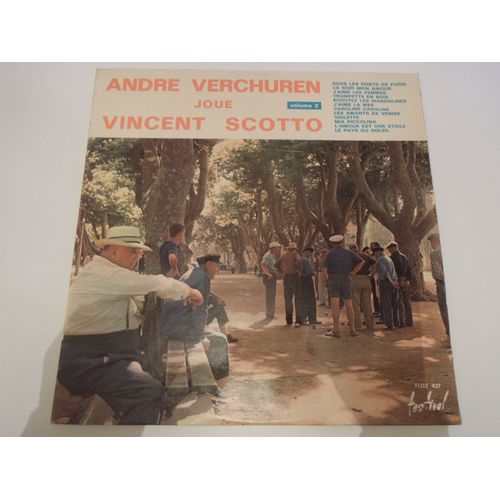 ANDRE VERCHUREN
JOUE
volume 2
VINCENT SCOTTO
SOUS LES PONTS DE PARIS
CE SOIR MON AMOUR
J'AIME LES FEMMES
TROMPETTE EN BOIS
ECOUTEZ LES MANDOLINES
J'AIME LA MER
CAROLINE CAROLINE
LES AMANTS DE VENISE
VIOLETTE
MIA PICCOLINA
L'AMOUR EST UNE ETOILE
LE PAYS DU SOLEIL
FLDZ 421
festival